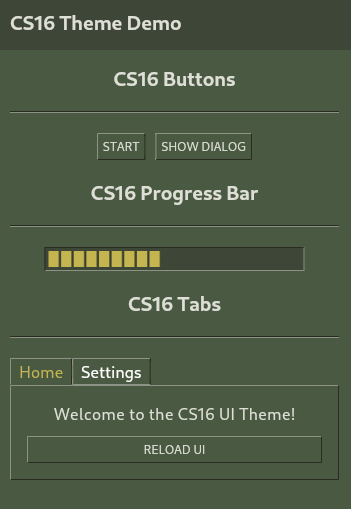 CS16 Theme Demo
CS16 Buttons
START SHOW DIALOG
CS16 Progress Bar
CS16 Tabs
Home Settings
Welcome to the CS16 UI Theme!
RELOAD UI